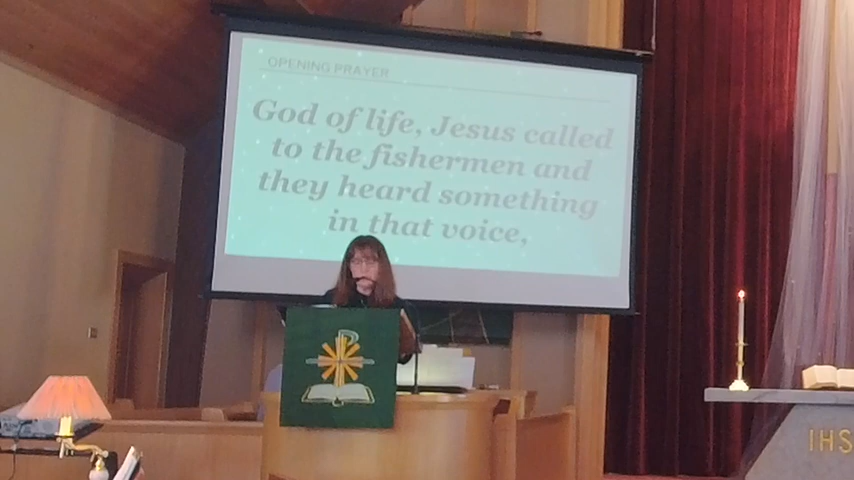 OPENING PRAYER
God of life, Jesus called
to the fishermen and
they heard something
in that voice,
IHS